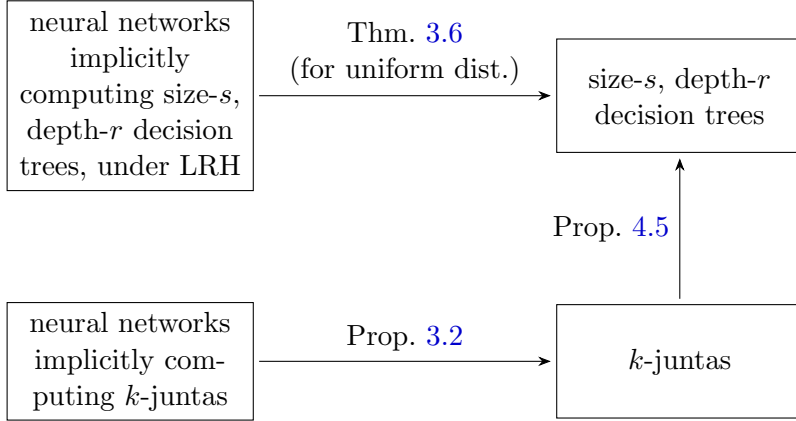 neural networks
implicitly
computing size-s,
depth-r decision
trees, under LRH
Thm. 3.6
(for uniform dist.)
size-s, depth-r
decision trees
Prop. 4.5
neural networks
implicitly com-
puting k-juntas
Prop. 3.2
k-juntas